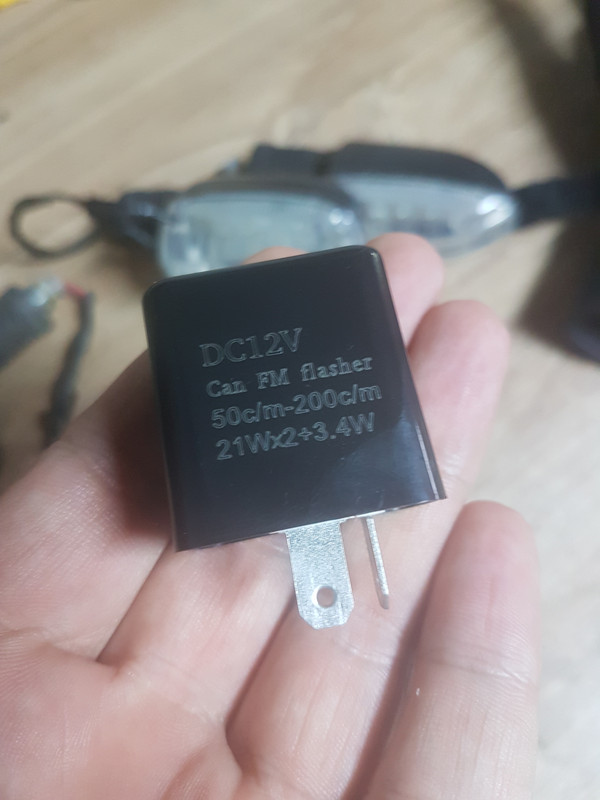 DC12V
Can FM flasher
50c/m-200c/m
21Wx2÷3.4W